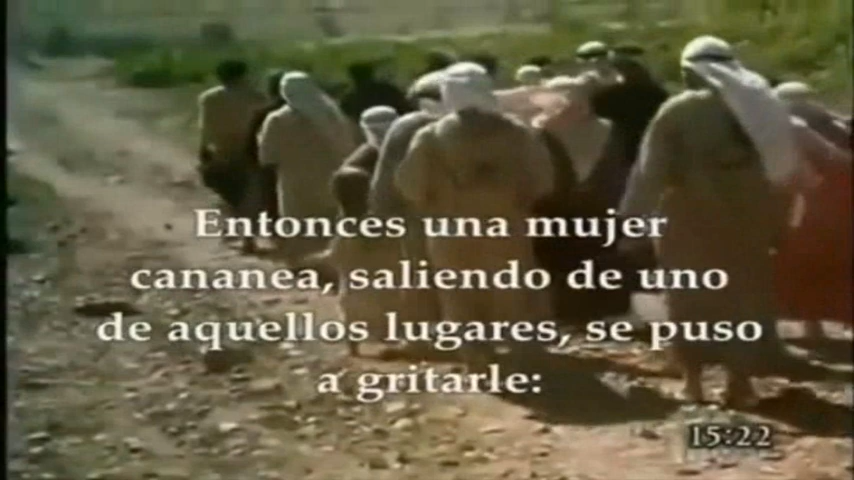 Entonces una mujer
cananea, saliendo de uno
de aquellos lugares, se puso
a gritarle:
15:22